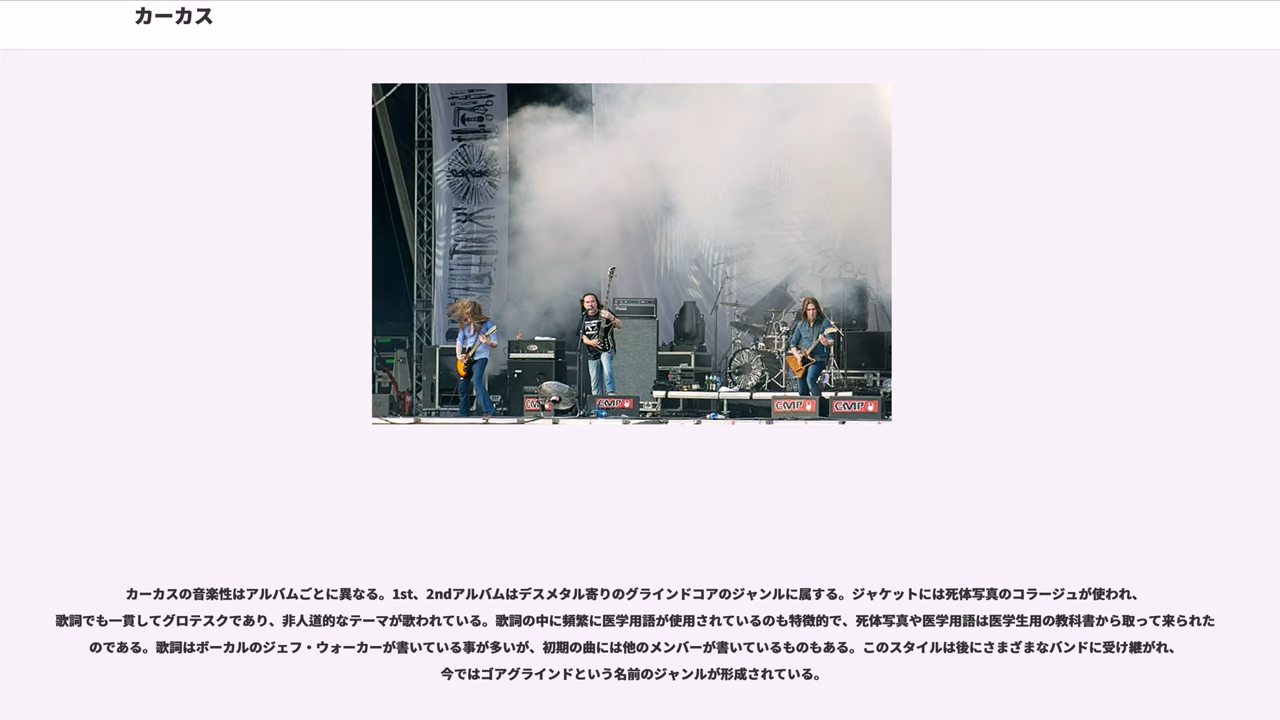 カーカス
CMP
CMP
CMP
CMP
カーカスの音楽性はアルバムごとに異なる。1st、2ndアルバムはデスメタル寄りのグラインドコアのジャンルに属する。ジャケットには死体写真のコラージュが使われ、
歌詞でも一貫してグロテスクであり、非人道的なテーマが歌われている。歌詞の中に頻繁に医学用語が使用されているのも特徴的で、死体写真や医学用語は医学生用の教科書から取って来られた
のである。歌詞はボーカルのジェフ・ウォーカーが書いている事が多いが、初期の曲には他のメンバーが書いているものもある。このスタイルは後にさまざまなバンドに受け継がれ、
今ではゴアグラインドという名前のジャンルが形成されている。